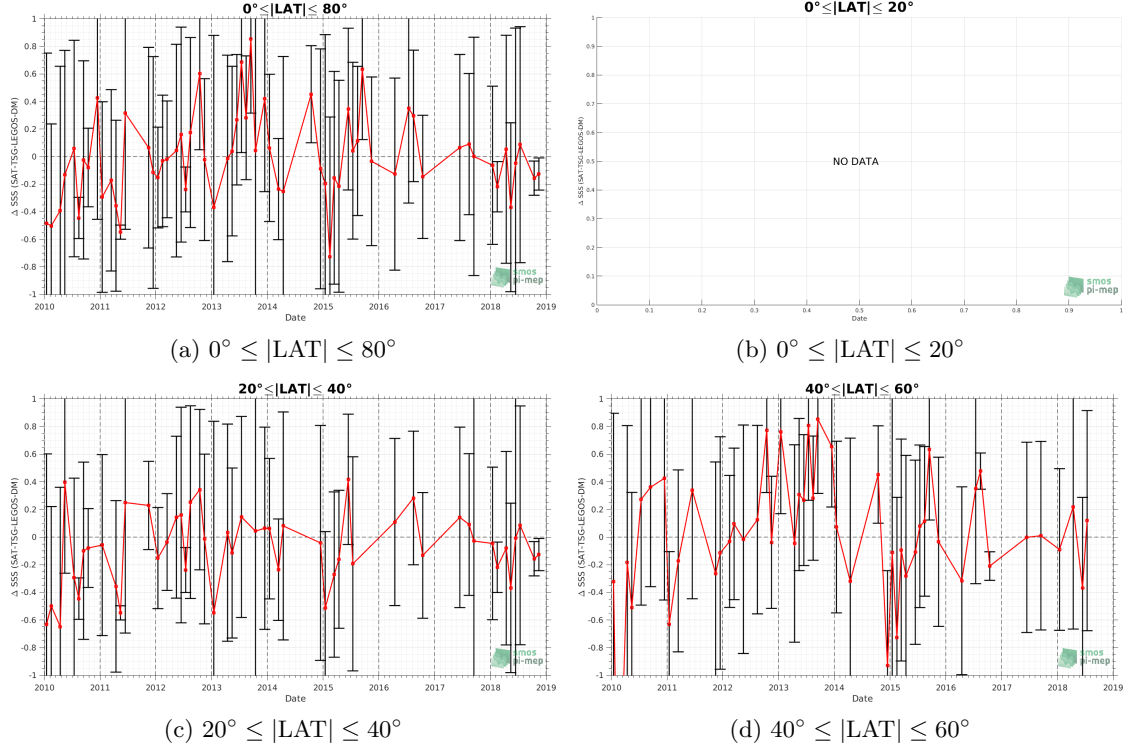 0°≤|LAT|≤ 80°
1
0.8
0.6
0.4
0.2
0
-0.2
-0.4
-0.6
-0.8
-1
Δ SSS (SAT-TSG-LEGOS-DM)
2010 2011 2012 2013 2014 2015 2016 2017 2018 2019
Date
smos
pi-mep
(a) 0° ≤ |LAT| ≤ 80°
0°≤|LAT|≤ 20°
1
0.9
0.8
0.7
0.6
0.5
0.4
0.3
0.2
0.1
0
Δ SSS (SAT-TSG-LEGOS-DM)
NO DATA
0 0.1 0.2 0.3 0.4 0.5 0.6 0.7 0.8 0.9 1
Date
smos
pi-mep
(b) 0° ≤ |LAT| ≤ 20°
20°≤|LAT|≤ 40°
1
0.8
0.6
0.4
0.2
0
-0.2
-0.4
-0.6
-0.8
-1
Δ SSS (SAT-TSG-LEGOS-DM)
2010 2011 2012 2013 2014 2015 2016 2017 2018 2019
Date
smos
pi-mep
(c) 20° ≤ |LAT| ≤ 40°
40°≤|LAT|≤ 60°
1
0.8
0.6
0.4
0.2
0
-0.2
-0.4
-0.6
-0.8
-1
Δ SSS (SAT-TSG-LEGOS-DM)
2010 2011 2012 2013 2014 2015 2016 2017 2018 2019
Date
smos
pi-mep
(d) 40° ≤ |LAT| ≤ 60°